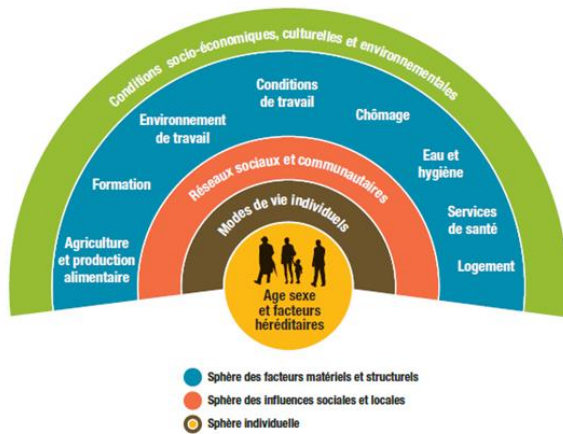 Conditions socio-économiques, culturelles et environnementales
Conditions
de travail
Environnement
de travail
Chômage
Formation
Eau et
hygiène
Agriculture
et production
alimentaire
Services
de santé
Logement
Réseaux sociaux et communautaires
Modes de vie individuels
Age sexe
et facteurs
héréditaires
Sphère des facteurs matériels et structurels
Sphère des influences sociales et locales
Sphère individuelle